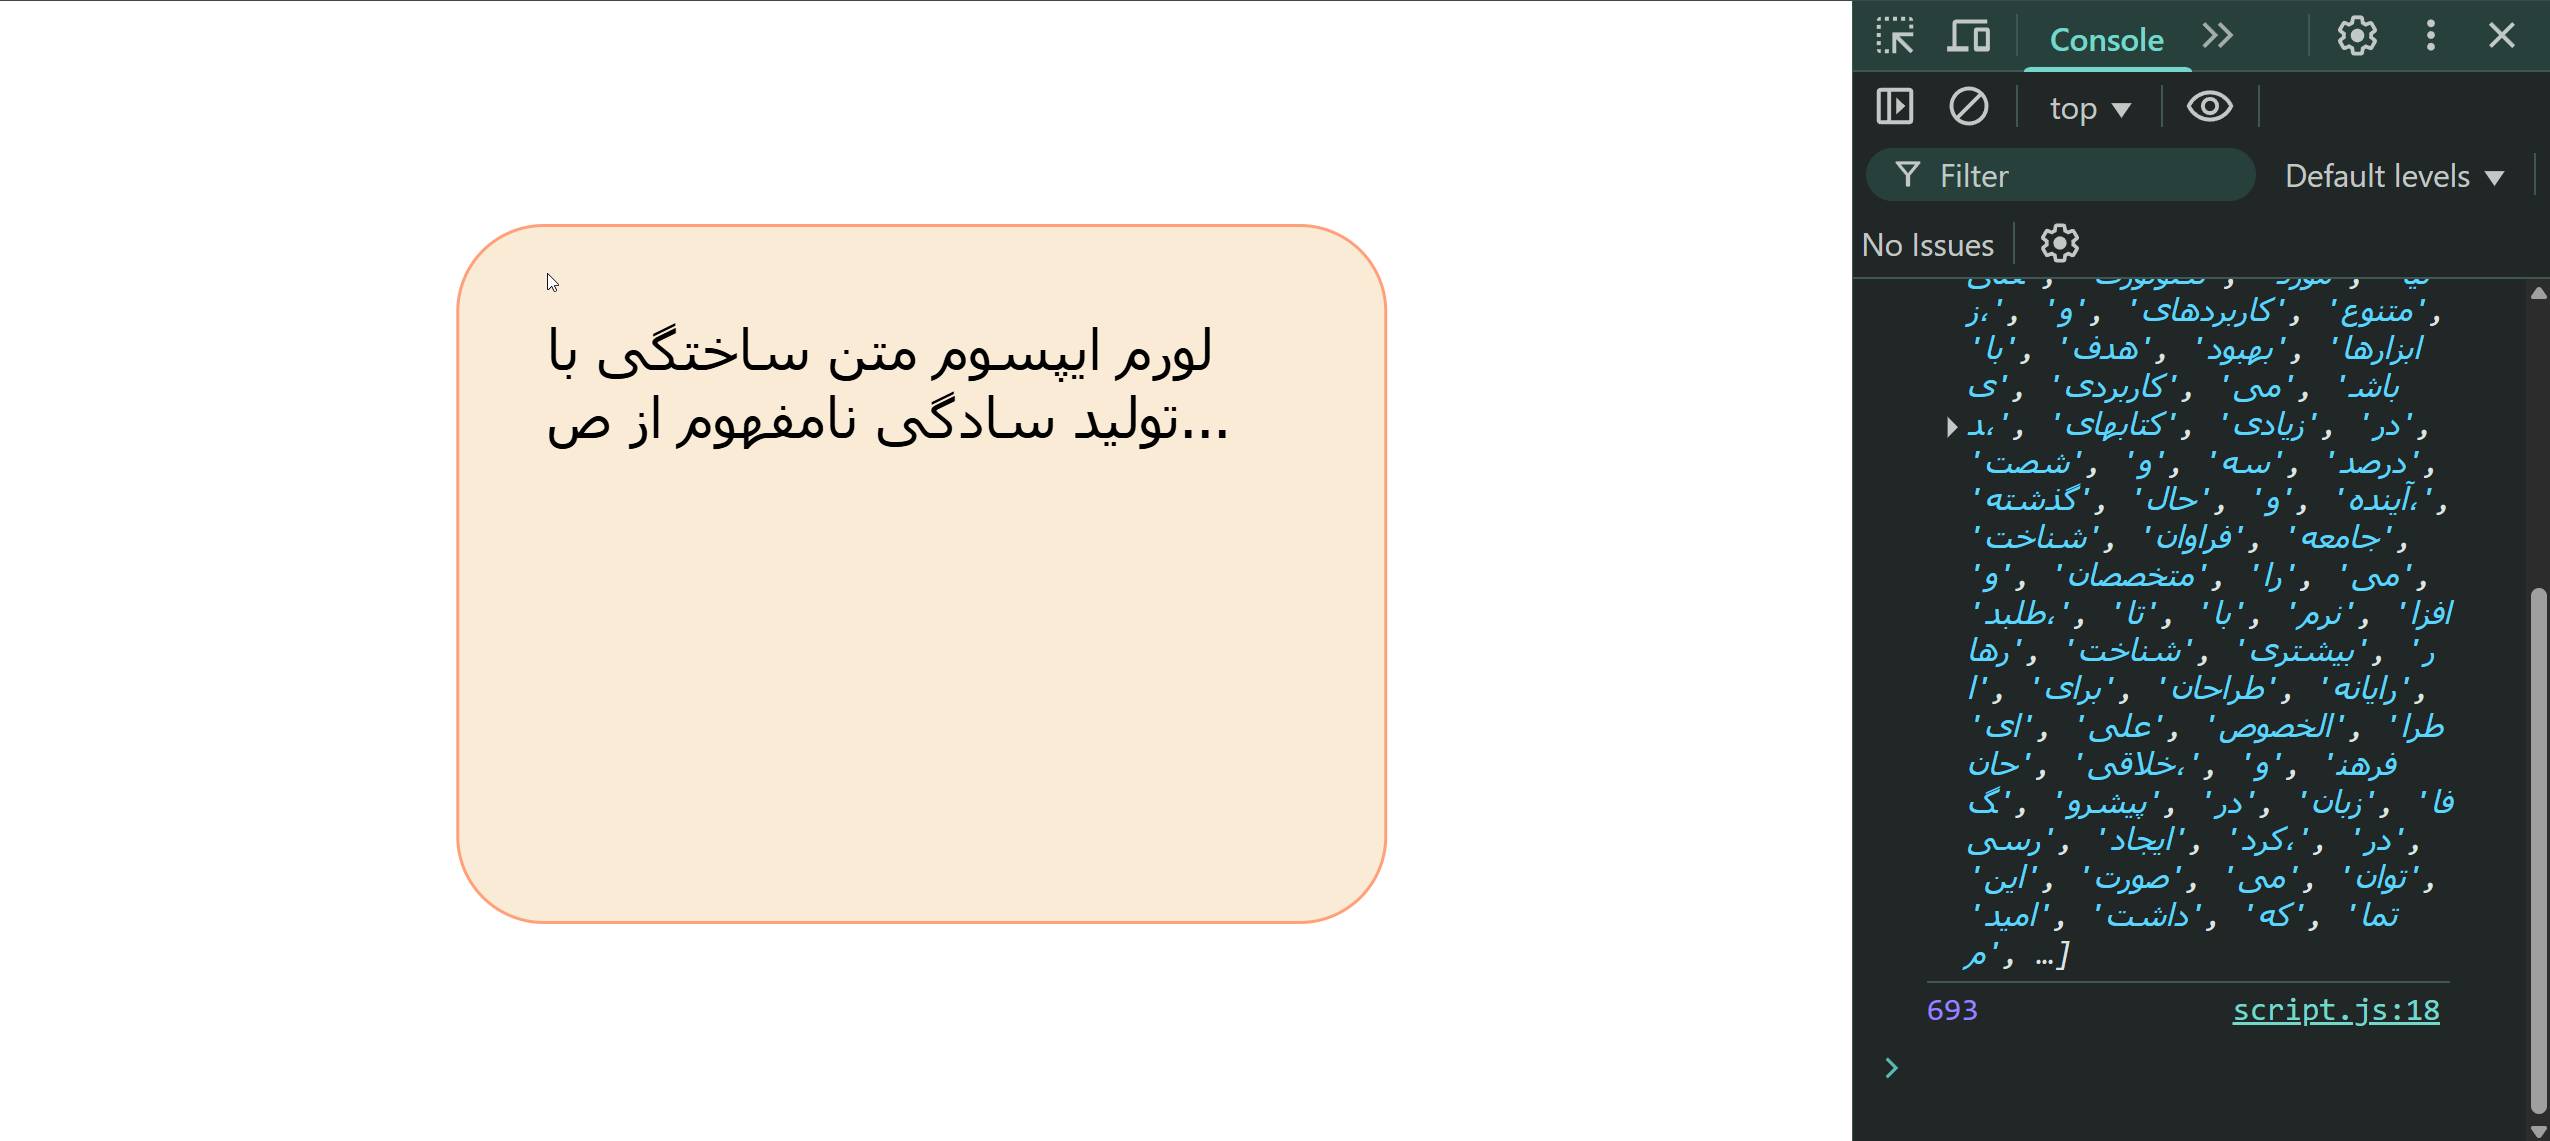 لورم ایپسوم متن ساختگی با
تولید سادگی نامفهوم از ص...
Console
top
Filter
Default levels
No Issues
ز،', 'و', 'کاربردهای', 'متنوع',
'با', 'هدف', 'بهبود', 'ابزارها
ی', 'کاربردی', 'می', 'باش
د،', 'کتابهای', 'زیادی', 'در',
'شصت', 'و', 'سه', 'درصد',
'گذشته', 'حال', 'و', 'آینده،',
'شناخت', 'فراوان', 'جامعه',
'و', 'متخصصان', 'را', 'می',
'طلبد،', 'تا', 'با', 'نرم', 'افزا
رها', 'شناخت', 'بیشتری', 'ر
ا', 'برای', 'طراحان', 'رایانه',
'ای', 'علی', 'الخصوص', 'طرا
حان', 'خلاقی،', 'و', 'فرهن
گ', 'پیشرو', 'در', 'زبان', 'فا
رسی', 'ایجاد', 'کرد،', 'در',
'این', 'صورت', 'می', 'توان',
'امید', 'داشت', 'که', 'تما
م', …]
693 script.js:18